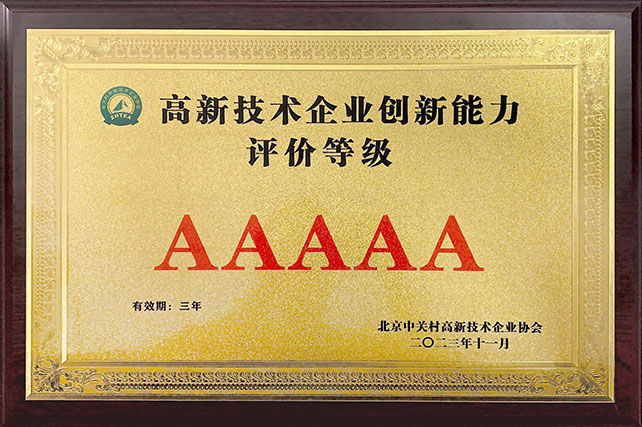 高新技术企业创新能力
评价等级
AAAAA
有效期：三年
北京中关村高新技术企业协会
二〇二三年十一月
ZHTEA